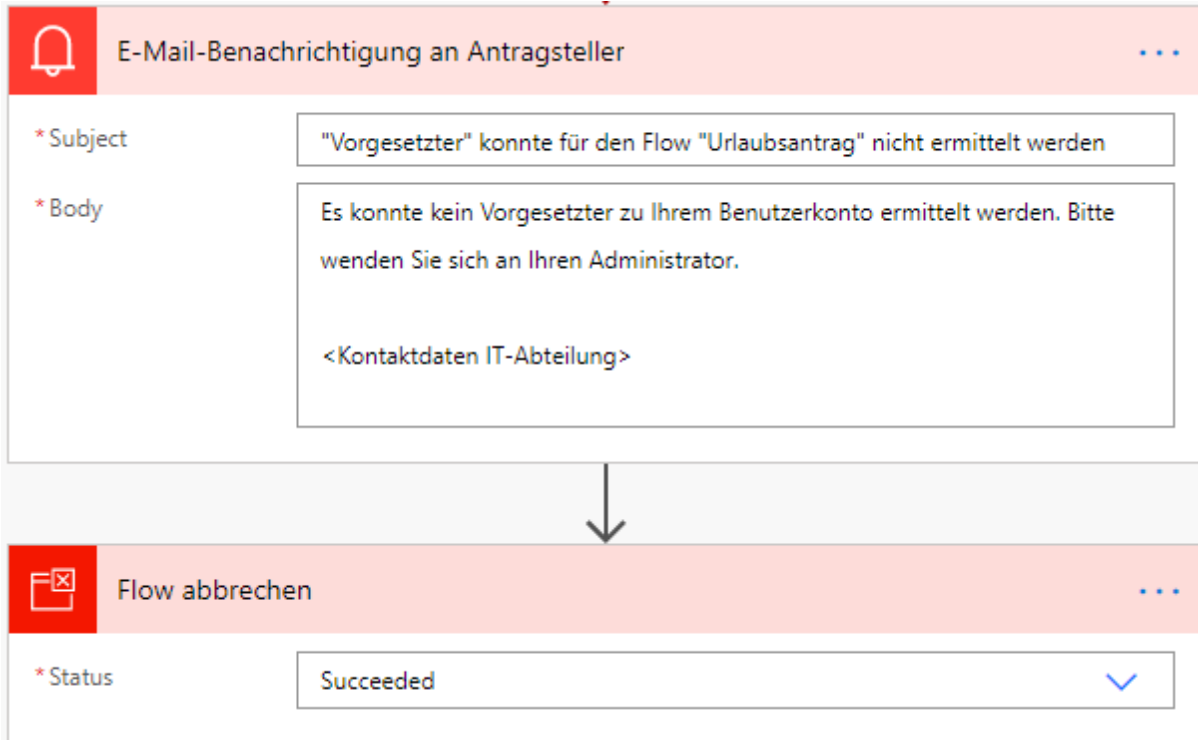 E-Mail-Benachrichtigung an Antragsteller
* Subject
"Vorgesetzter" konnte für den Flow "Urlaubsantrag" nicht ermittelt werden
* Body
Es konnte kein Vorgesetzter zu Ihrem Benutzerkonto ermittelt werden. Bitte
wenden Sie sich an Ihren Administrator.
<Kontaktdaten IT-Abteilung>
Flow abbrechen
* Status
Succeeded